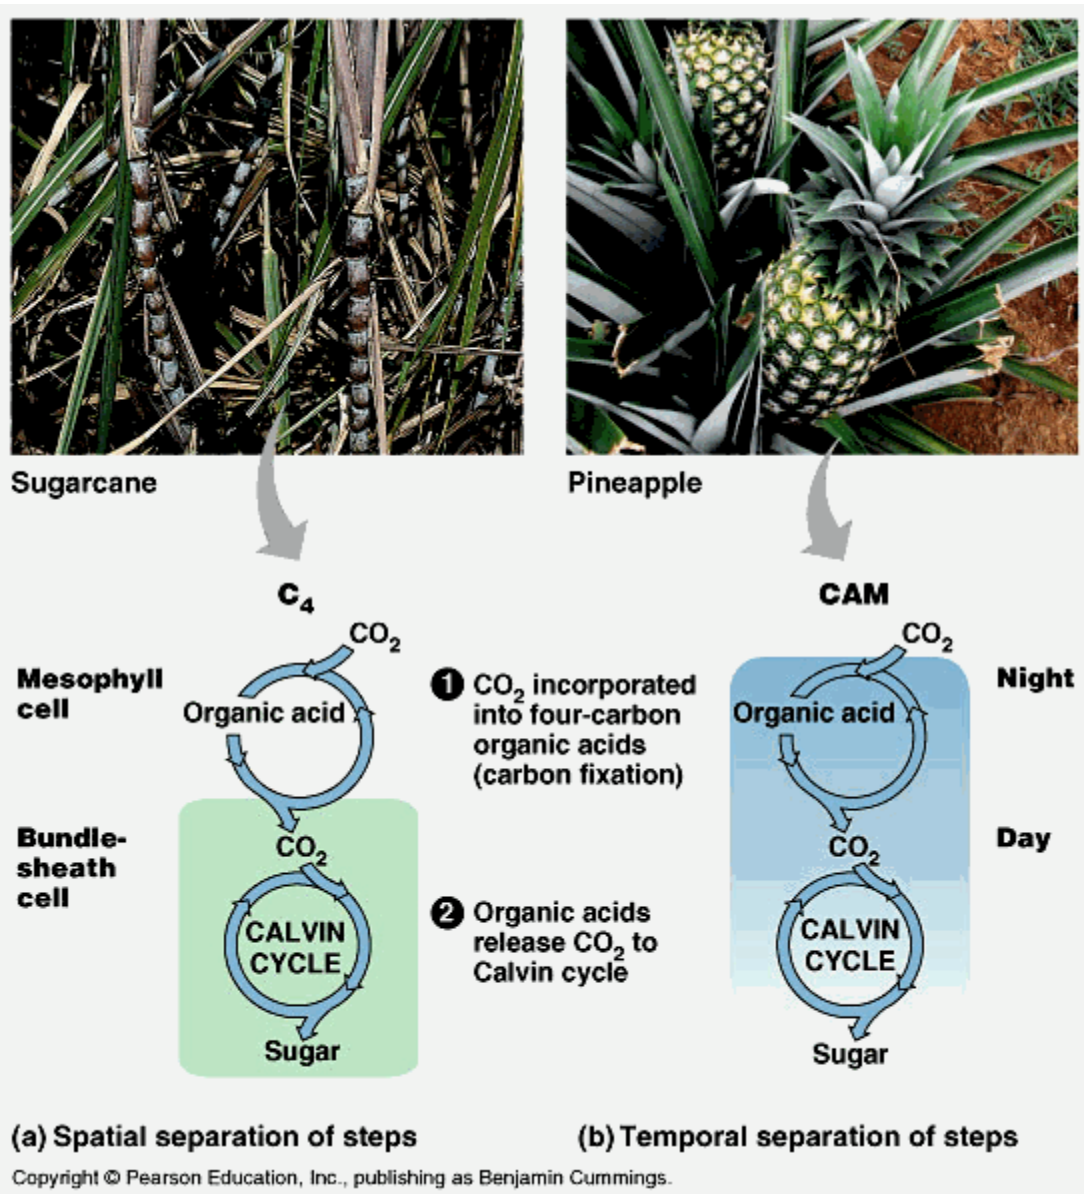 Sugarcane
Pineapple
C4
CAM
CO2
CO2
Mesophyll
cell
Organic acid
1 CO2 incorporated
into four-carbon
organic acids
(carbon fixation)
Organic acid
Night
Bundle-
sheath
cell
CO2
CALVIN
CYCLE
Sugar
2 Organic acids
release CO2 to
Calvin cycle
CO2
Day
CALVIN
CYCLE
Sugar
(a) Spatial separation of steps
(b) Temporal separation of steps
Copyright © Pearson Education, Inc., publishing as Benjamin Cummings.